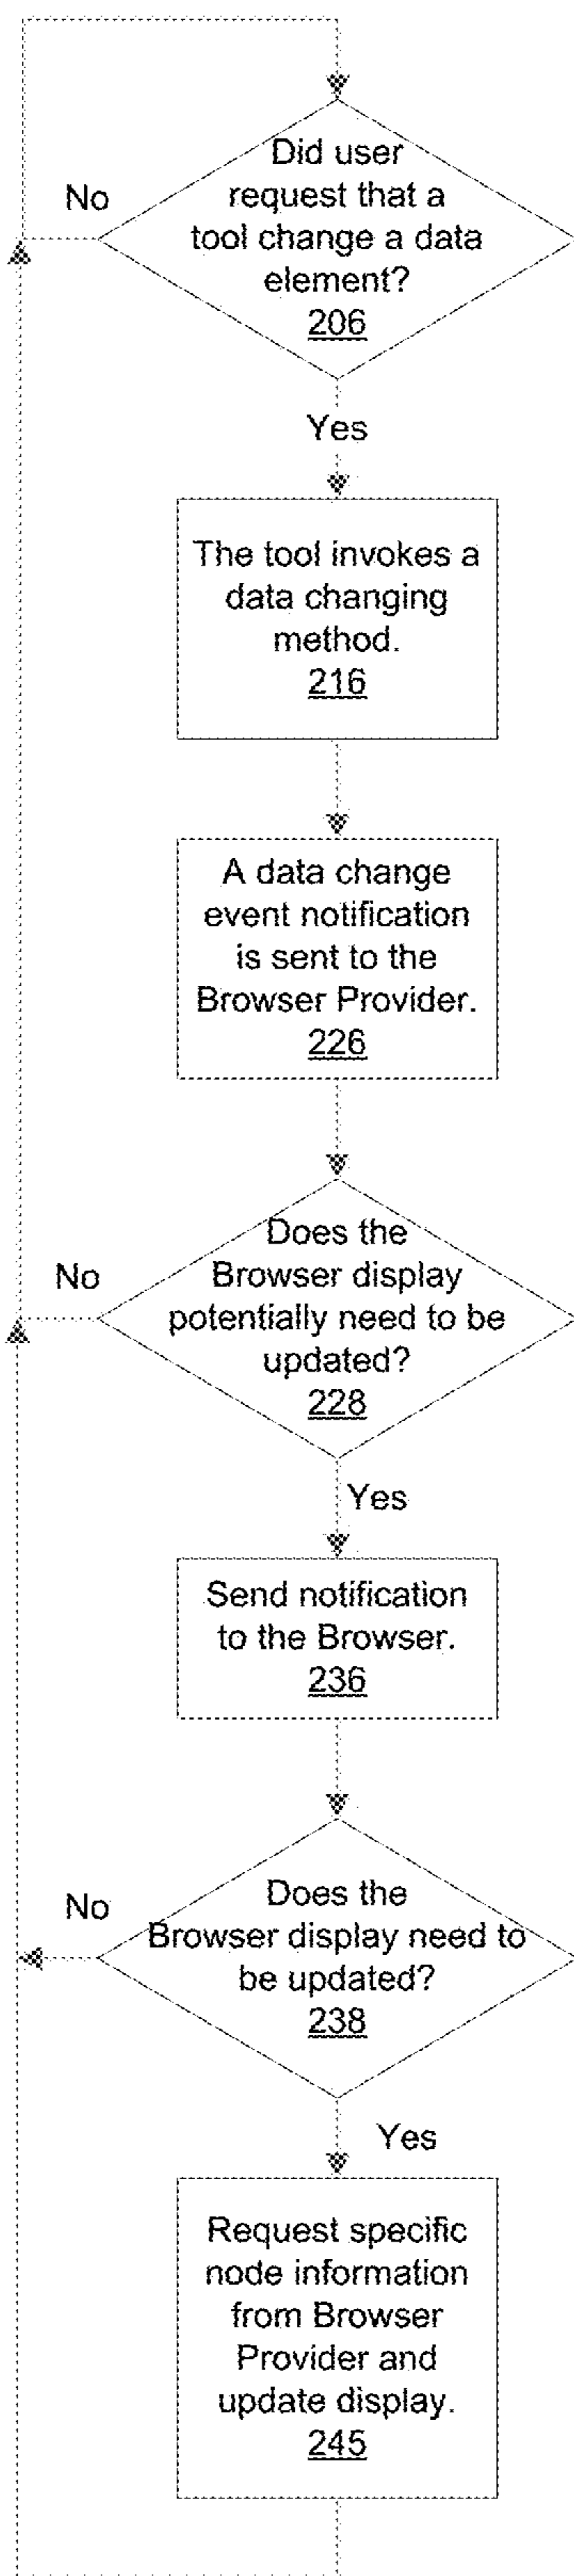 Did user
No
request that a
tool change a data
element?
206
Yes
The tool invokes a
data changing
method.
216
A data change
event notification
is sent to the
Browser Provider.
226
Does the
No
Browser display
potentially need to be
updated?
228
Yes
Send notification
to the Browser.
236
Does the
No
Browser display need to
be updated?
238
Yes
Request specific
node information
from Browser
Provider and
update display.
245